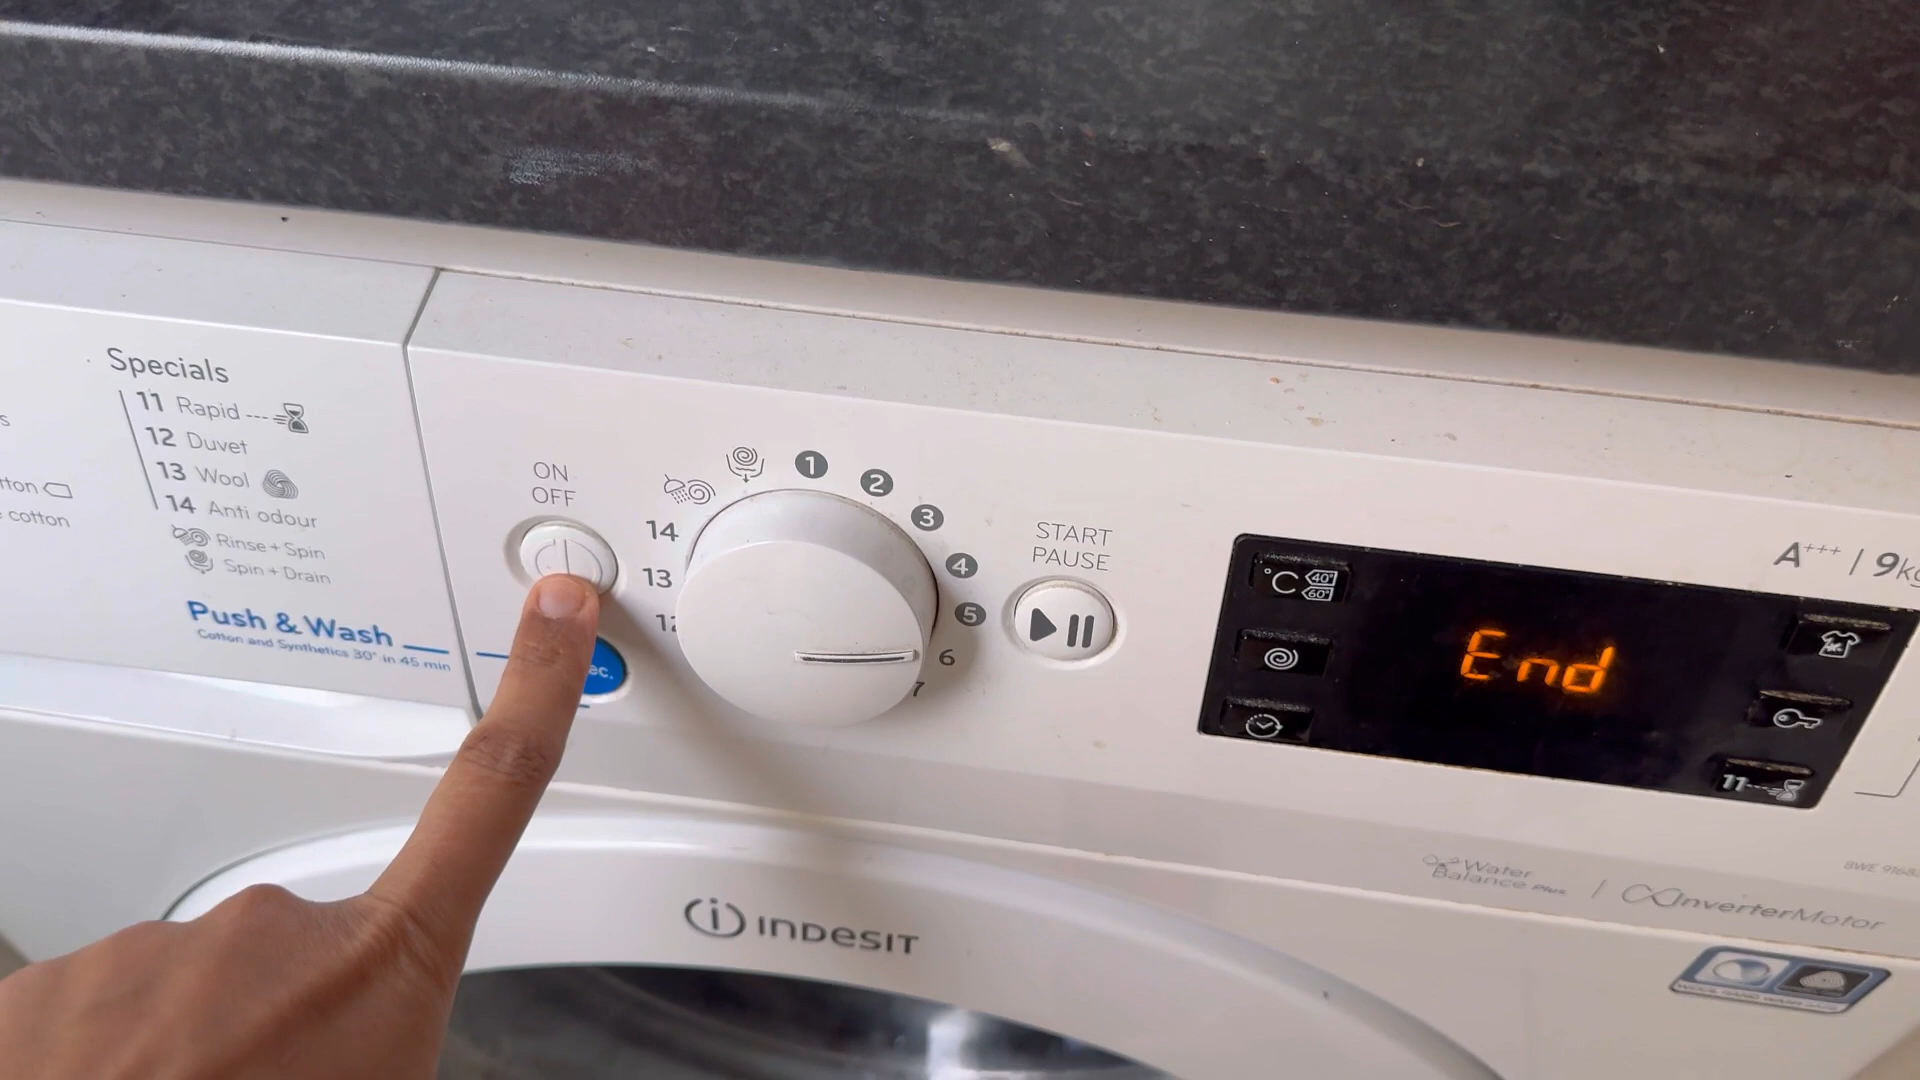 Specials
11 Rapid
12 Duvet
13 Wool
14 Anti odour
Rinse + Spin
Spin + Drain
cotton
Push & Wash
Cotton and Synthetics 30° in 45 min
ON
OFF
14
13
1
2
3
4
5
6
7
START
PAUSE
°C 40°
60°
End
11
A+++ | 9kg
Water
Balance Plus
InverterMotor
INDESIT